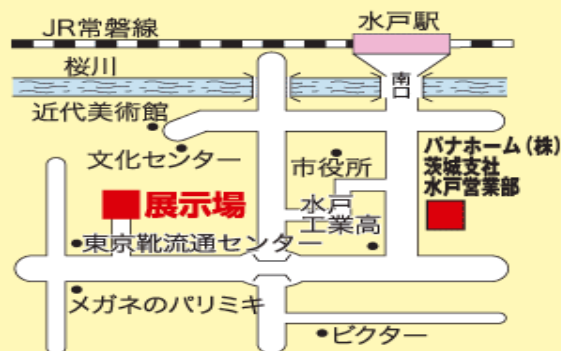 水戸駅
JR常磐線
桜川
南口
近代美術館
文化センター
市役所
パナホーム(株)
茨城支社
水戸営業部
展示場
水戸
工業高
東京靴流通センター
メガネのパリミキ
ビクター